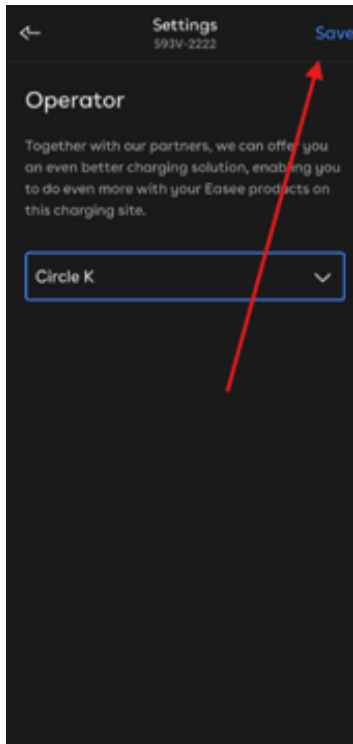 Settings
S93V-2222
Save
Operator
Together with our partners, we can offer you
an even better charging solution, enabling you
to do even more with your Easee products on
this charging site.
Circle K